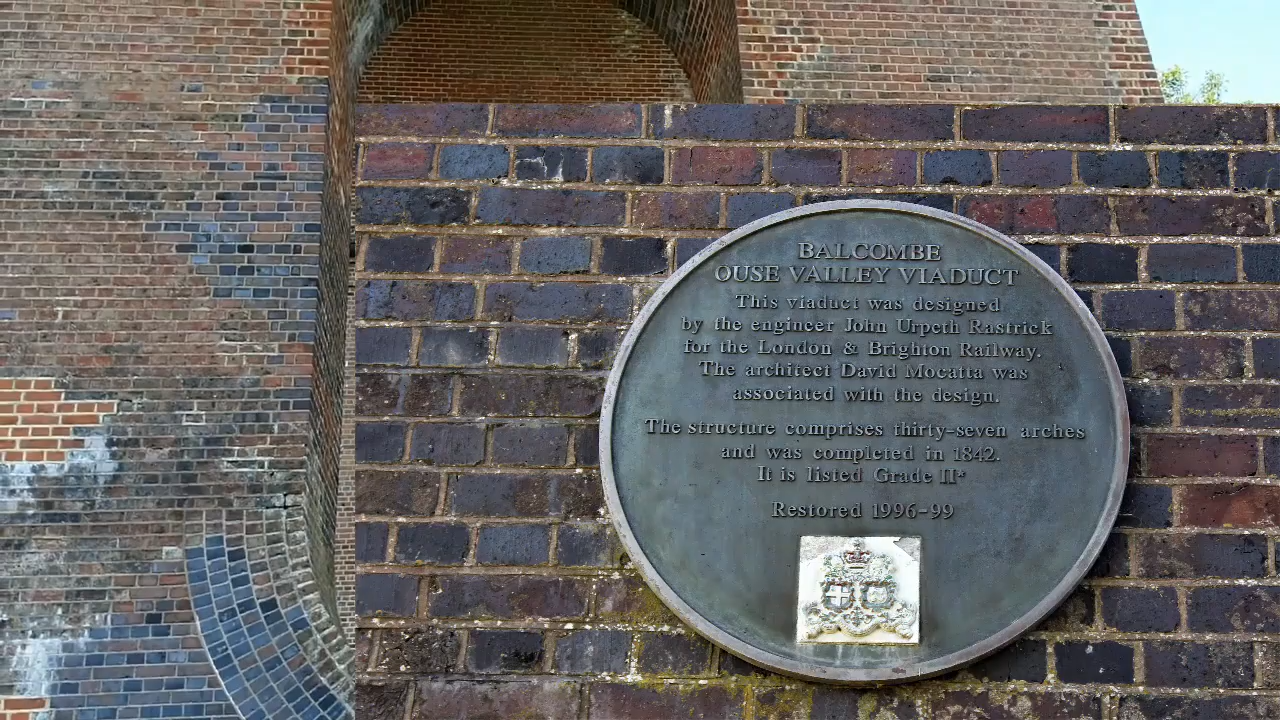 BALCOMBE
OUSE VALLEY VIADUCT
This viaduct was designed
by the engineer John Urpeth Rastrick
for the London & Brighton Railway.
The architect David Mocatta was
associated with the design.
The structure comprises thirty-seven arches
and was completed in 1842.
It is listed Grade II*
Restored 1996-99